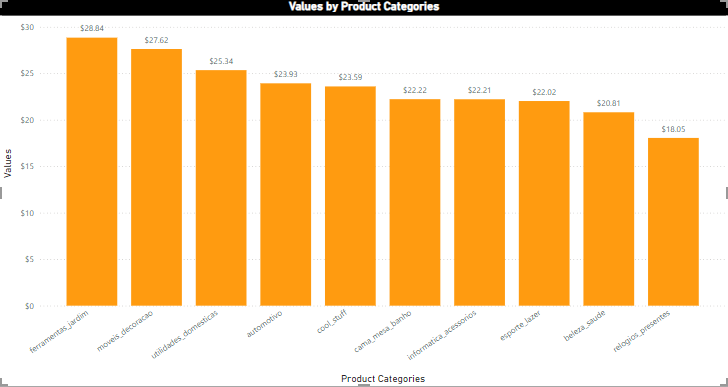 Values by Product Categories
$30
$25
$20
$15
$10
$5
$0
Values
$28.84
$27.62
$25.34
$23.93
$23.59
$22.22
$22.21
$22.02
$20.81
$18.05
ferramentas_jardim
moveis_decoracao
utilidades_domesticas
automotivo
cool_stuff
cama_mesa_banho
informatica_acessorios
esporte_lazer
beleza_saude
relogios_presentes
Product Categories